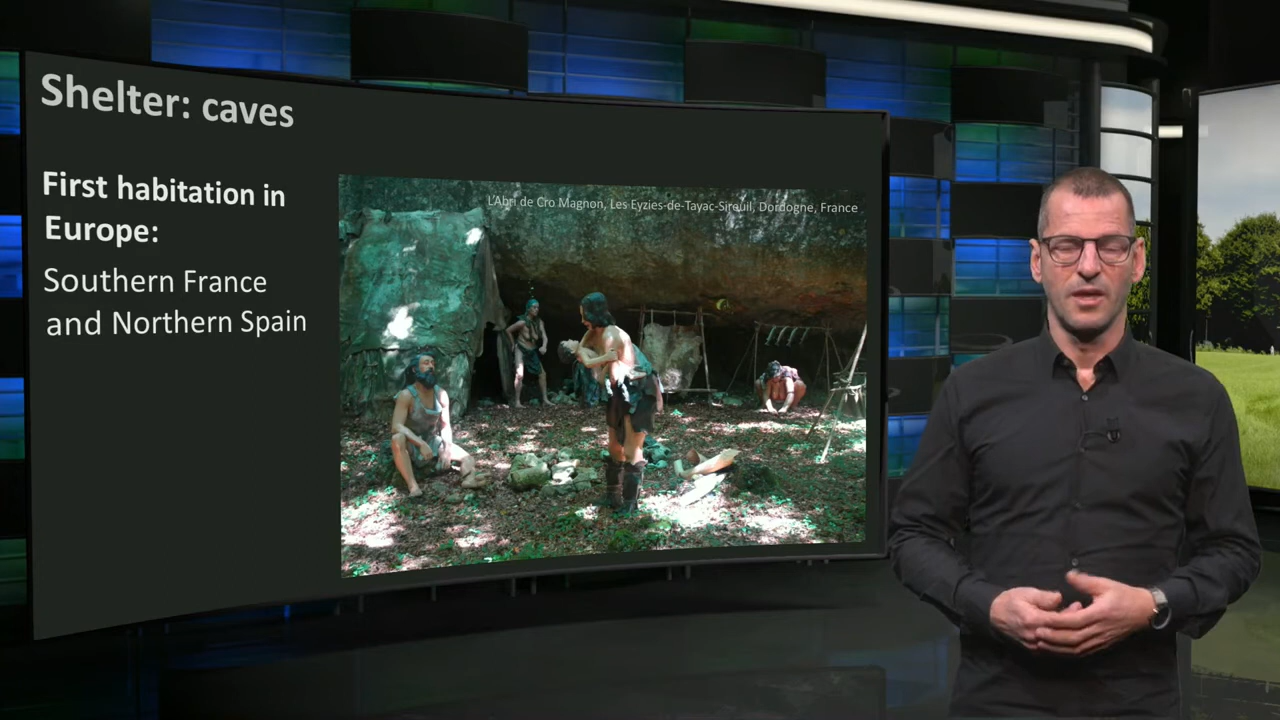 Shelter: caves
First habitation in
Europe:
Southern France
and Northern Spain
L'Abri de Cro Magnon, Les Eyzies-de-Tayac-Sireuil, Dordogne, France